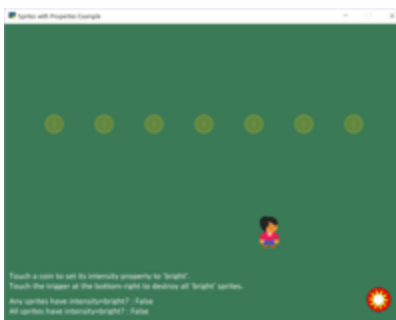 Sprites with Properties Example
Touch a coin to set its intensity property to 'bright'.
Touch the trigger at the bottom-right to destroy all 'bright' sprites.
Any sprites have intensity=bright? : False
All sprites have intensity=bright? : False